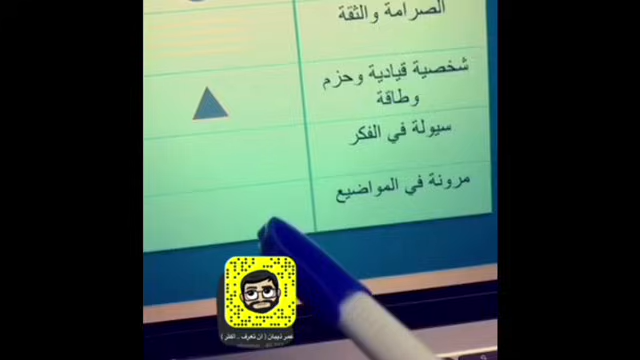 الصرامة والثقة
شخصية قيادية وحزم
وطاقة
سيولة في الفكر
مرونة في المواضيع